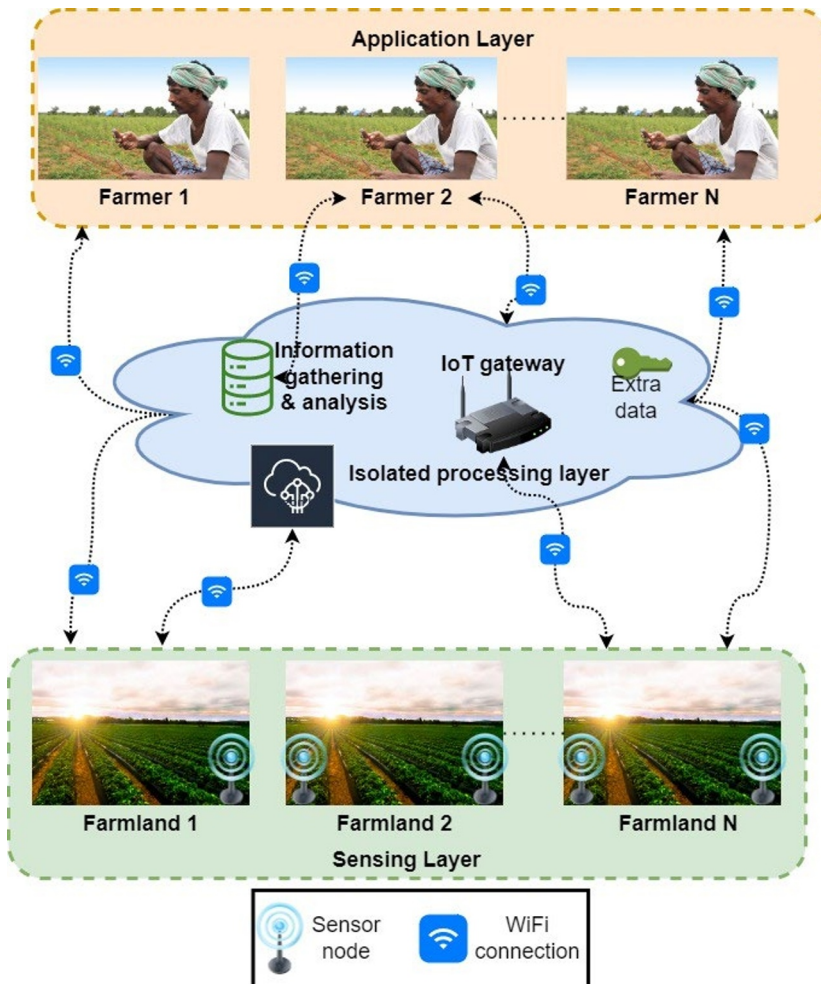 Application Layer
Farmer 1
Farmer 2
Farmer N
Information
gathering
& analysis
IoT gateway
Extra
data
Isolated processing layer
Farmland 1
Farmland 2
Farmland N
Sensing Layer
Sensor
node
WiFi
connection